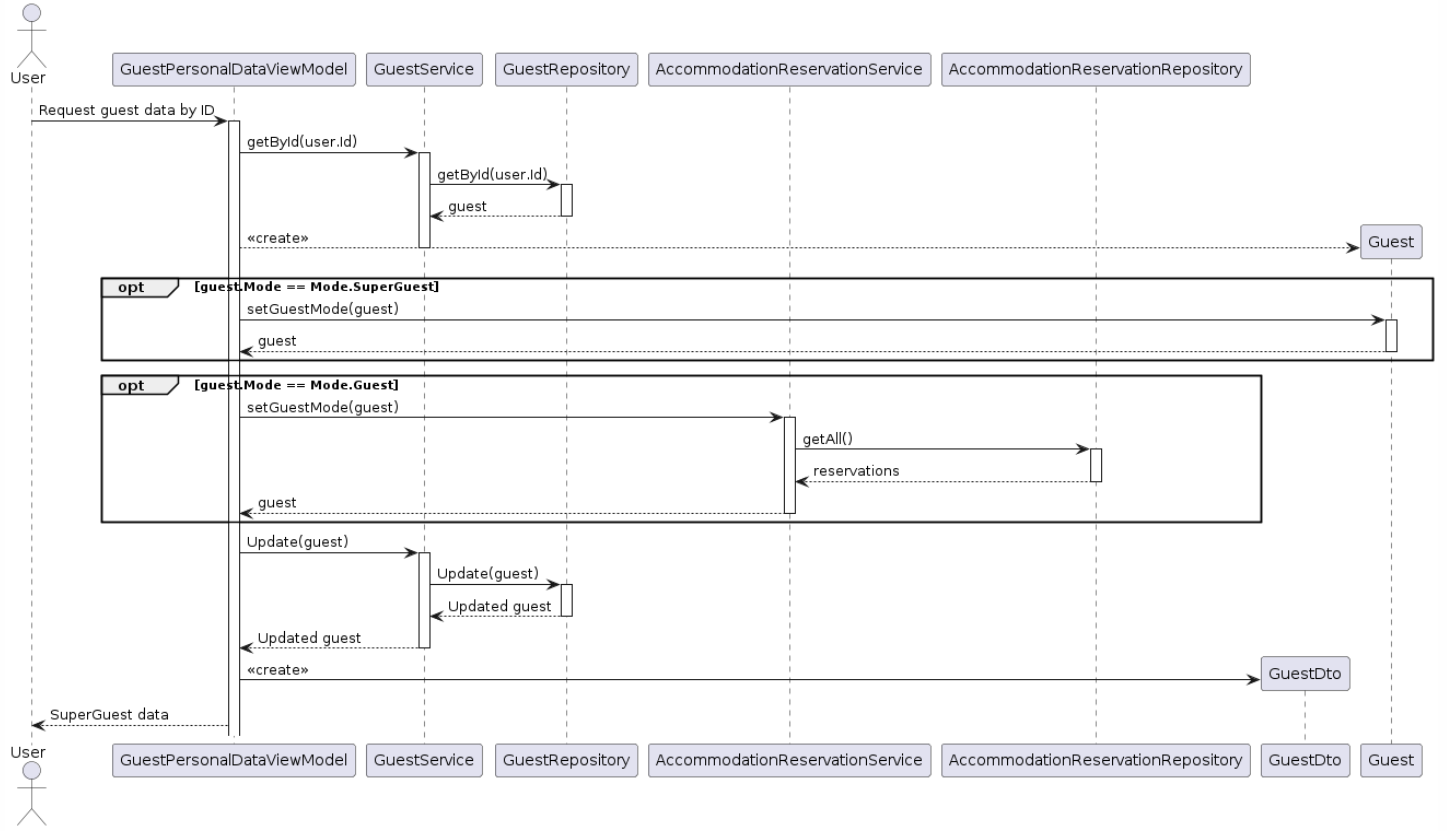 User
GuestPersonalDataViewModel
GuestService
GuestRepository
AccommodationReservationService
AccommodationReservationRepository
Request guest data by ID
getById(user.Id)
getById(user.Id)
guest
«create»
Guest
opt [guest.Mode == Mode.SuperGuest]
setGuestMode(guest)
guest
opt [guest.Mode == Mode.Guest]
setGuestMode(guest)
getAll()
reservations
guest
Update(guest)
Update(guest)
Updated guest
Updated guest
«create»
GuestDto
SuperGuest data
User
GuestPersonalDataViewModel
GuestService
GuestRepository
AccommodationReservationService
AccommodationReservationRepository
GuestDto
Guest